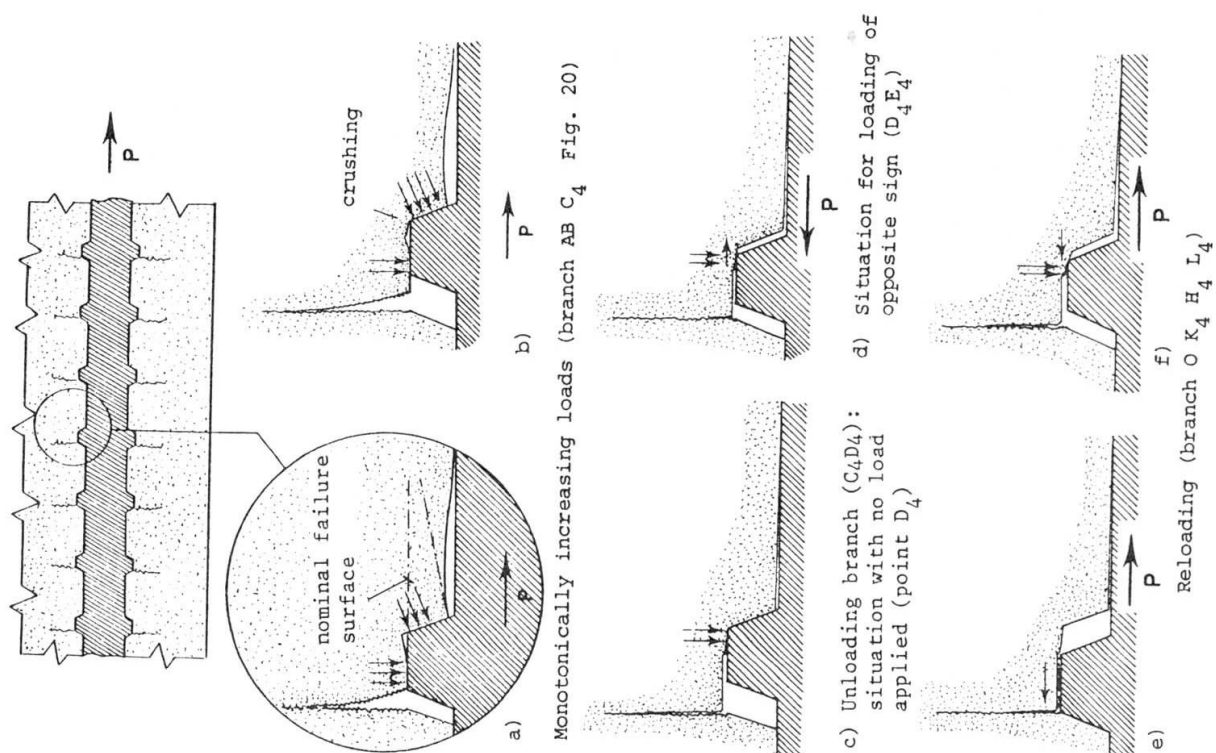 P
nominal failure
surface
P
a)
crushing
P
b)
Monotonically increasing loads (branch AB C4 Fig. 20)
c) Unloading branch (C4D4):
situation with no load
applied (point D4)
P
d) Situation for loading of
opposite sign (D4E4)
P
e)
P
f)
Reloading (branch O K4 H4 L4)